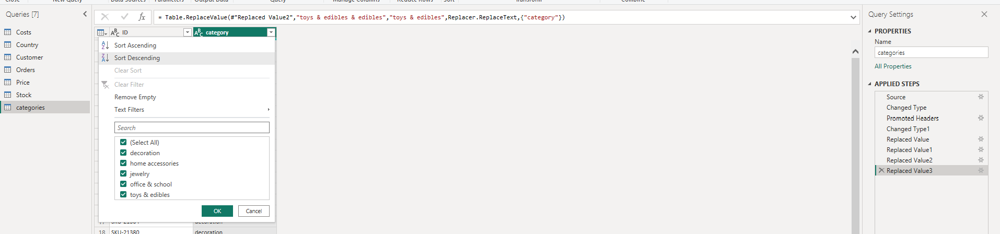 Close
New Query
Data Sources
Parameters
Output Data
Query
Manage Columns
Reduce Rows
Sort
Transform
Combine
Queries [7]
Costs
Country
Customer
Orders
Price
Stock
categories
fx
= Table.ReplaceValue(#"Replaced Value2","toys & edibles & edibles","toys & edibles",Replacer.ReplaceText,{"category"})
ABC ID
ABC category
Sort Ascending
Sort Descending
Clear Sort
Clear Filter
Remove Empty
Text Filters
Search
(Select All)
decoration
home accessories
jewelry
office & school
toys & edibles
OK
Cancel
18 SKU-21380 decoration
Query Settings
PROPERTIES
Name
categories
All Properties
APPLIED STEPS
Source
Changed Type
Promoted Headers
Changed Type1
Replaced Value
Replaced Value1
Replaced Value2
Replaced Value3